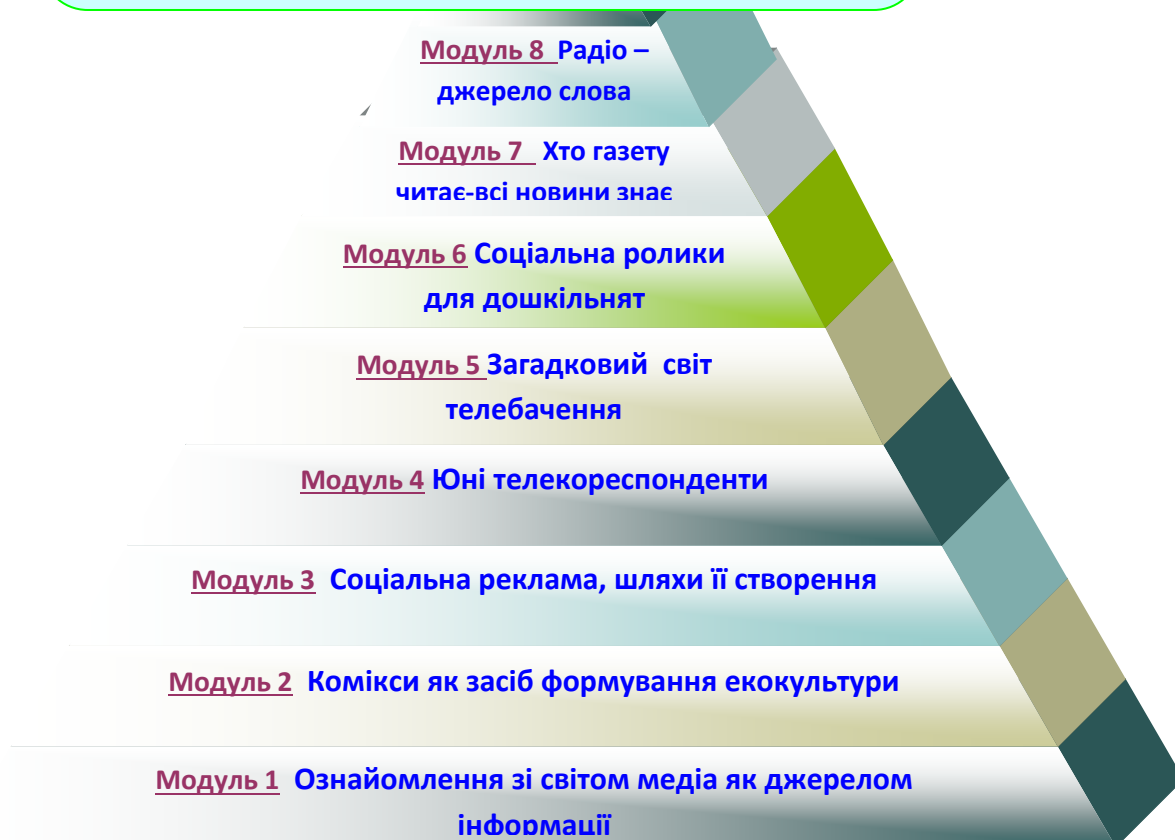 Модуль 8 Радіо –
джерело слова
Модуль 7 Хто газету
читає-всі новини знає
Модуль 6 Соціальна ролики
для дошкільнят
Модуль 5 Загадковий світ
телебачення
Модуль 4 Юні телекореспонденти
Модуль 3 Соціальна реклама, шляхи її створення
Модуль 2 Комікси як засіб формування екокультури
Модуль 1 Ознайомлення зі світом медіа як джерелом
інформації